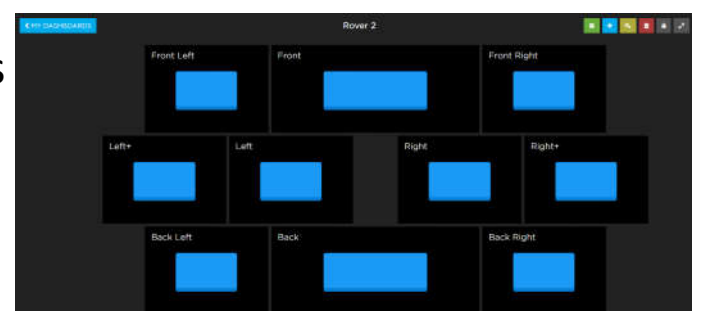 < MY DASHBOARDS
Rover 2
s
Front Left
Front
Front Right
Left+
Left
Right
Right+
Back Left
Back
Back Right